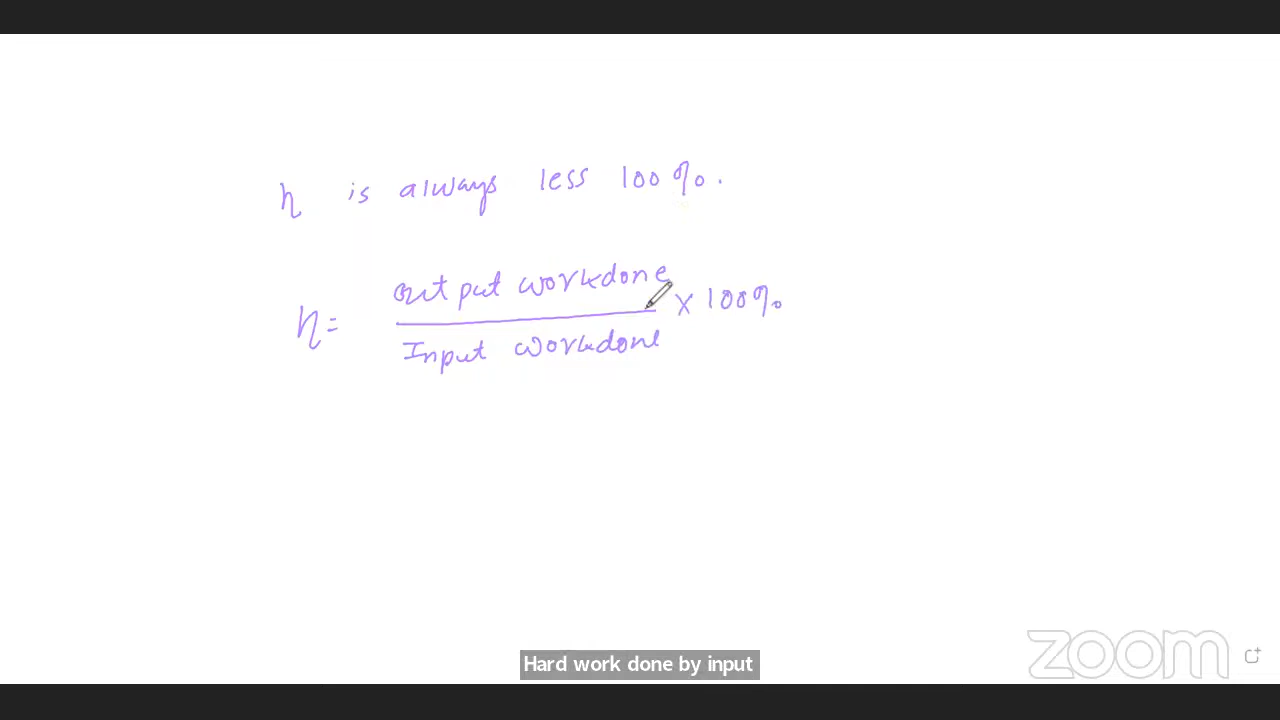 η is always less 100%.
η = output workdone / Input workdone × 100%
Hard work done by input
zoom